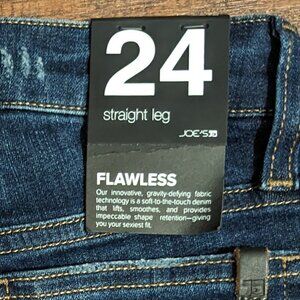 24
straight leg
JOE'S
FLAWLESS
Our innovative, gravity-defying fabric
technology is a soft-to-the-touch denim
that lifts, smoothes, and provides
impeccable shape retention—giving
you your sexiest fit.